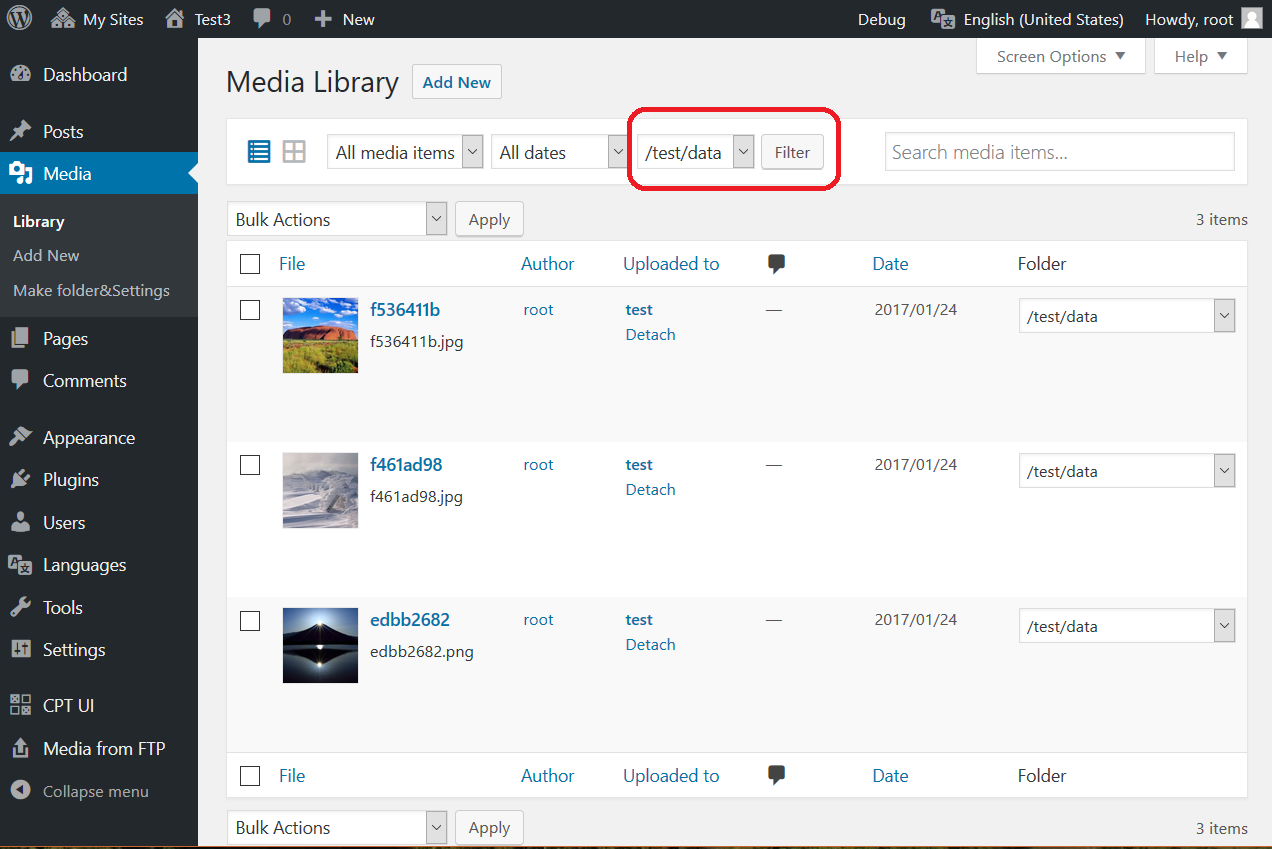 My Sites Test3 0 New Debug English (United States) Howdy, root
Screen Options Help
Dashboard
Posts
Media
Library
Add New
Make folder&Settings
Pages
Comments
Appearance
Plugins
Users
Languages
Tools
Settings
CPT UI
Media from FTP
Collapse menu
Media Library Add New
All media items All dates /test/data Filter Search media items...
Bulk Actions Apply 3 items
File Author Uploaded to Date Folder
f536411b root test — 2017/01/24 /test/data
f536411b.jpg Detach
f461ad98 root test — 2017/01/24 /test/data
f461ad98.jpg Detach
edbb2682 root test — 2017/01/24 /test/data
edbb2682.png Detach
File Author Uploaded to Date Folder
Bulk Actions Apply 3 items